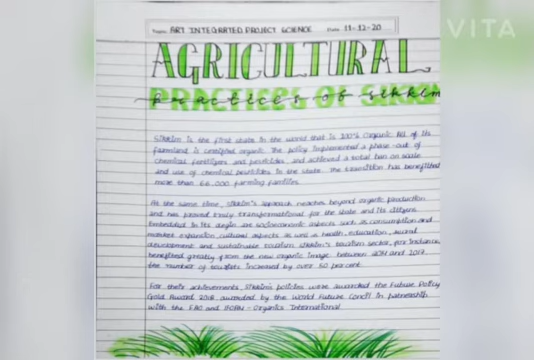 VITA
Topic: ART INTEGRATED PROJECT SCIENCE Date 11-12-20
AGRICULTURAL
Practices of Sikkim
Sikkim is the first state in the world that is 100% Organic. All of its
farmland is certified organic. The policy implemented a phase-out of
chemical fertilizers and pesticides, and achieved a total ban on sale
and use of chemical pesticides in the state. The transition has benefitted
more than 66,000 farming families.
At the same time, Sikkim's approach reaches beyond organic production
and has proved truly transformational for the state and its citizens.
Embedded in its design are socioeconomic aspects such as consumption and
market expansion, cultural aspects as well as health, education, rural
development and sustainable tourism. Sikkim's tourism sector, for instance,
benefitted greatly from the new organic image: between 2014 and 2017,
the number of tourists increased by over 50 per cent.
For their achievements, Sikkim's policies were awarded the Future Policy
Gold Award 2018 awarded by the World Future Council in partnership
with the FAO and IFOAM - Organics International